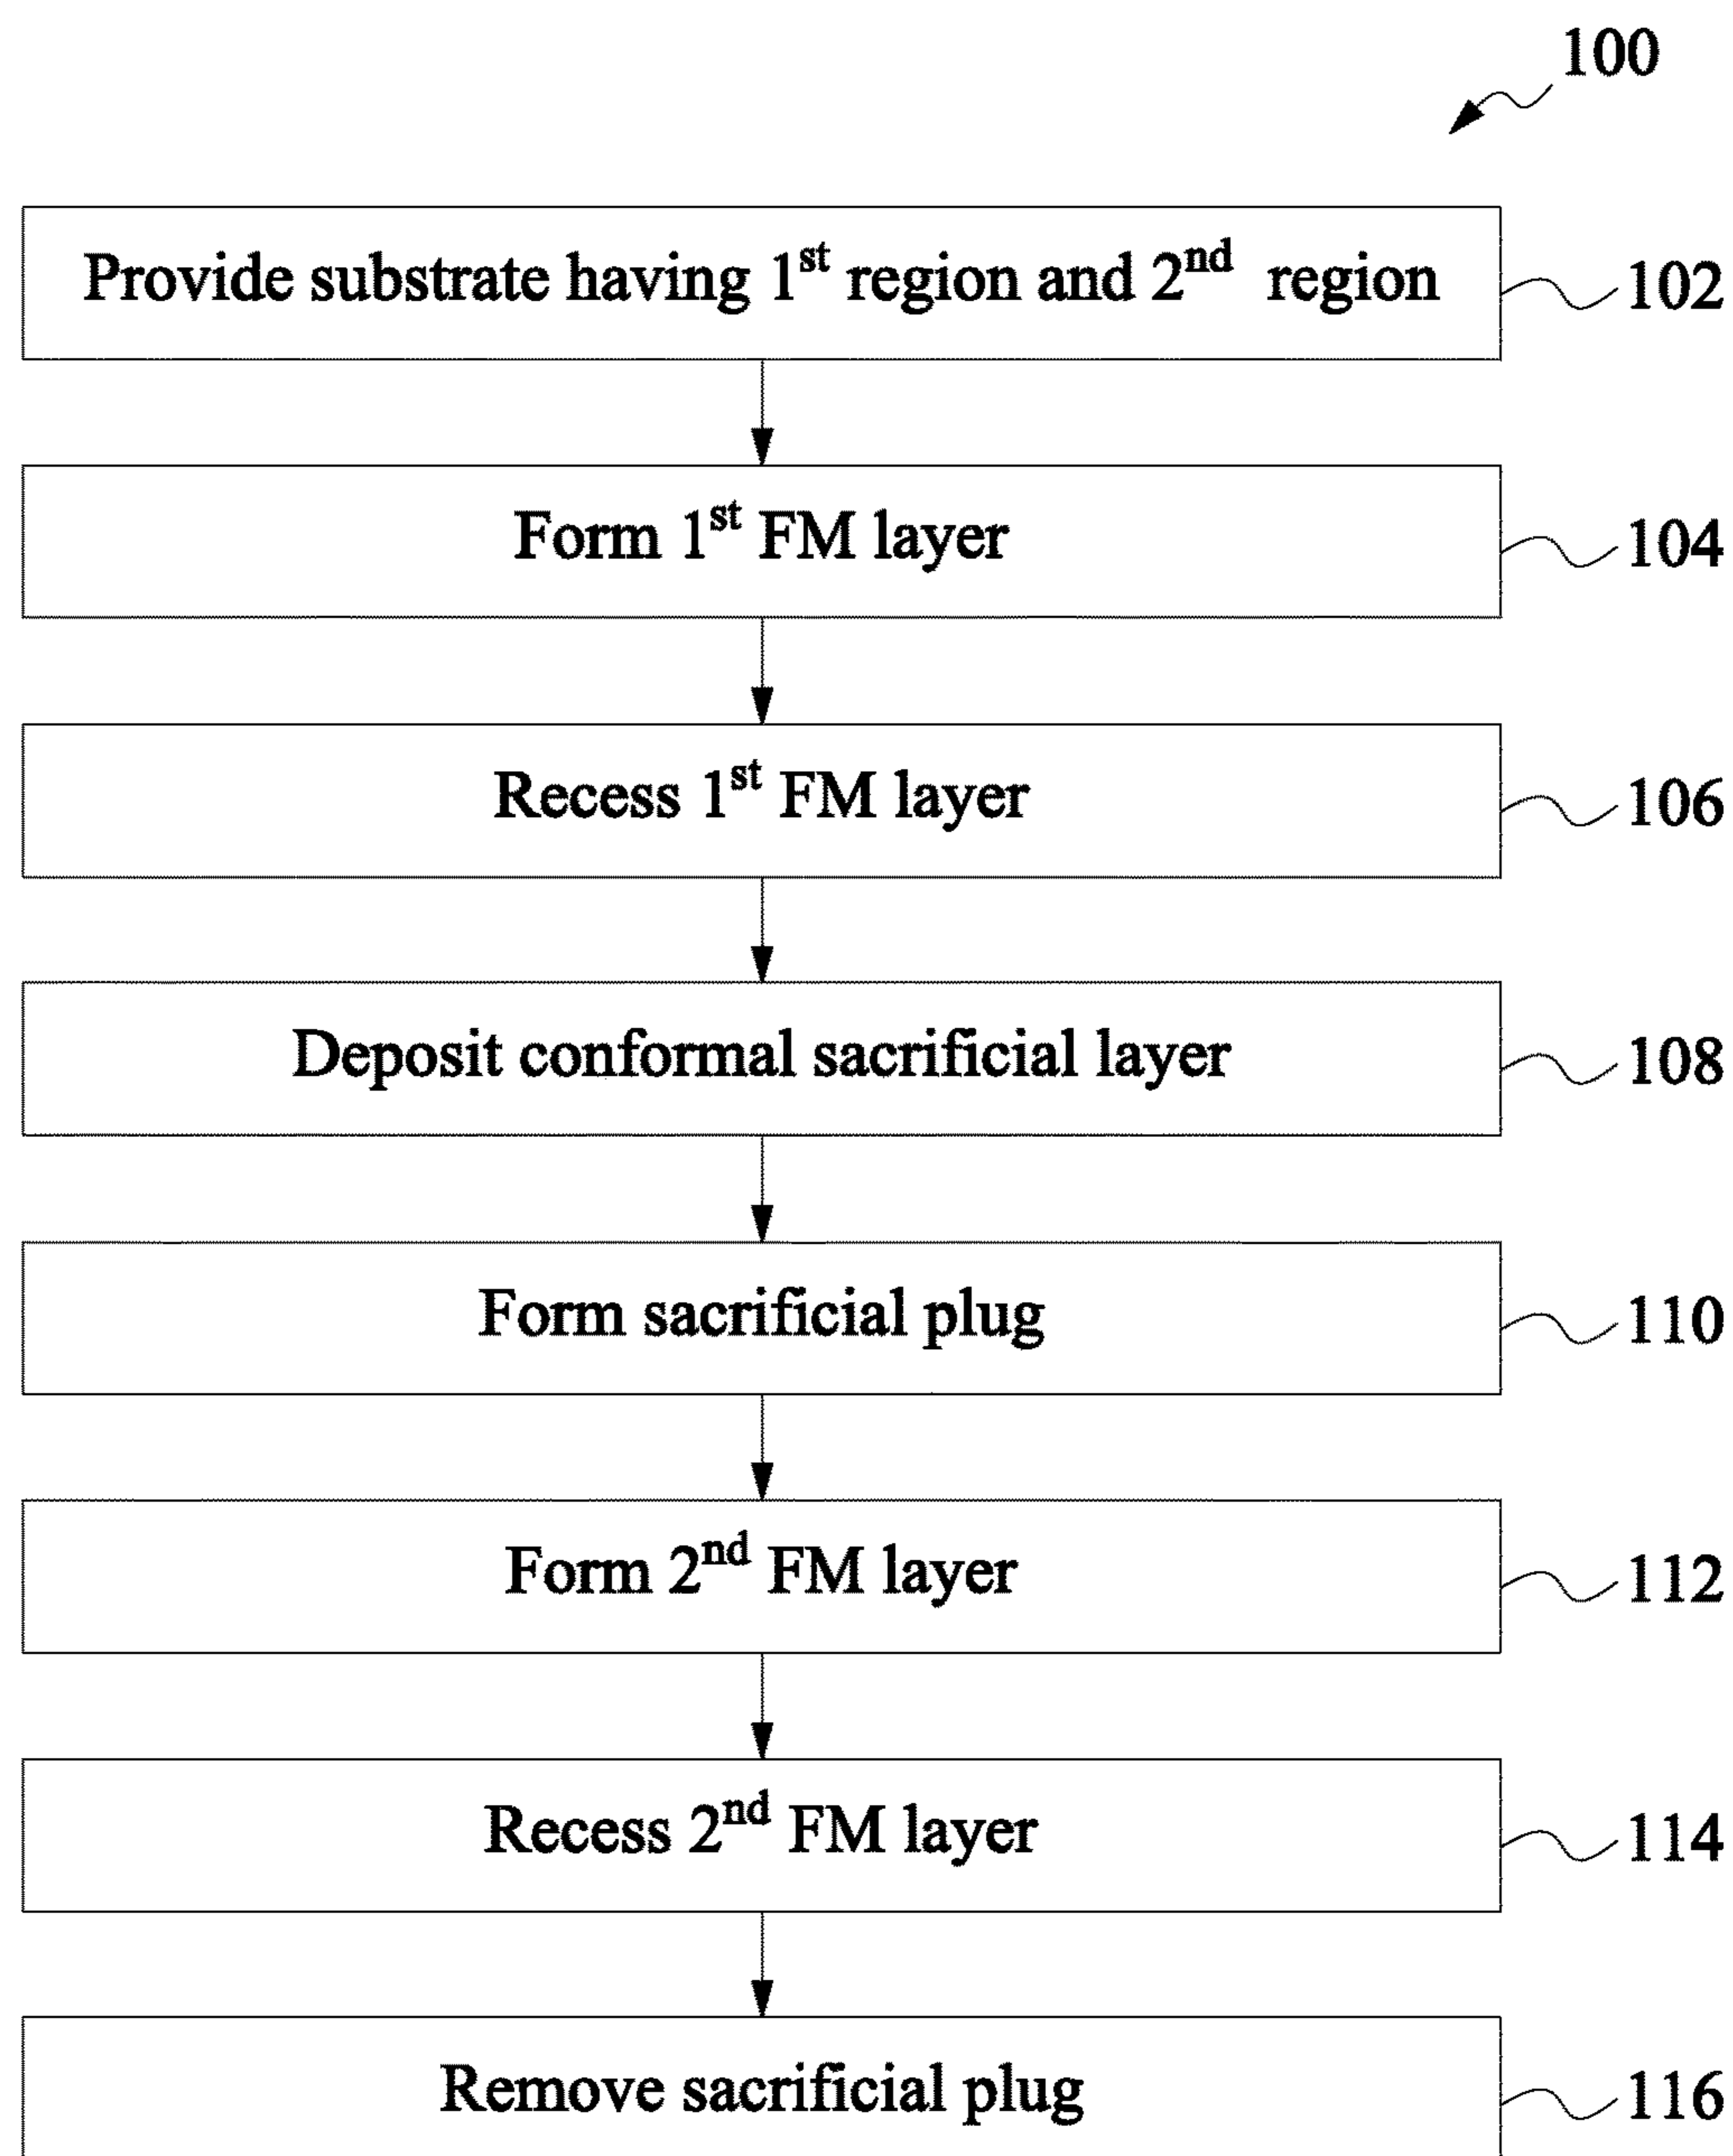 100
Provide substrate having 1st region and 2nd region
102
Form 1st FM layer
104
Recess 1st FM layer
106
Deposit conformal sacrificial layer
108
Form sacrificial plug
110
Form 2nd FM layer
112
Recess 2nd FM layer
114
Remove sacrificial plug
116